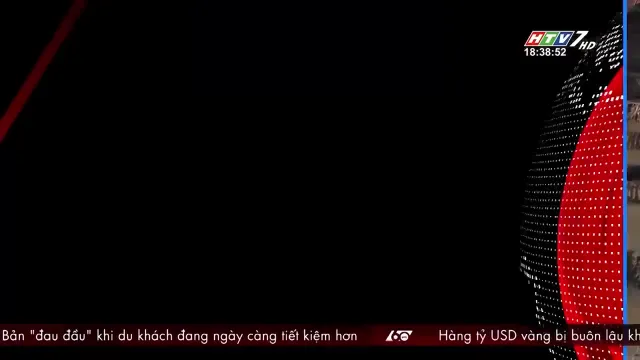 HTV7 HD
18:38:52
Bản "đau đầu" khi du khách đang ngày càng tiết kiệm hơn
Hàng tỷ USD vàng bị buôn lậu kh